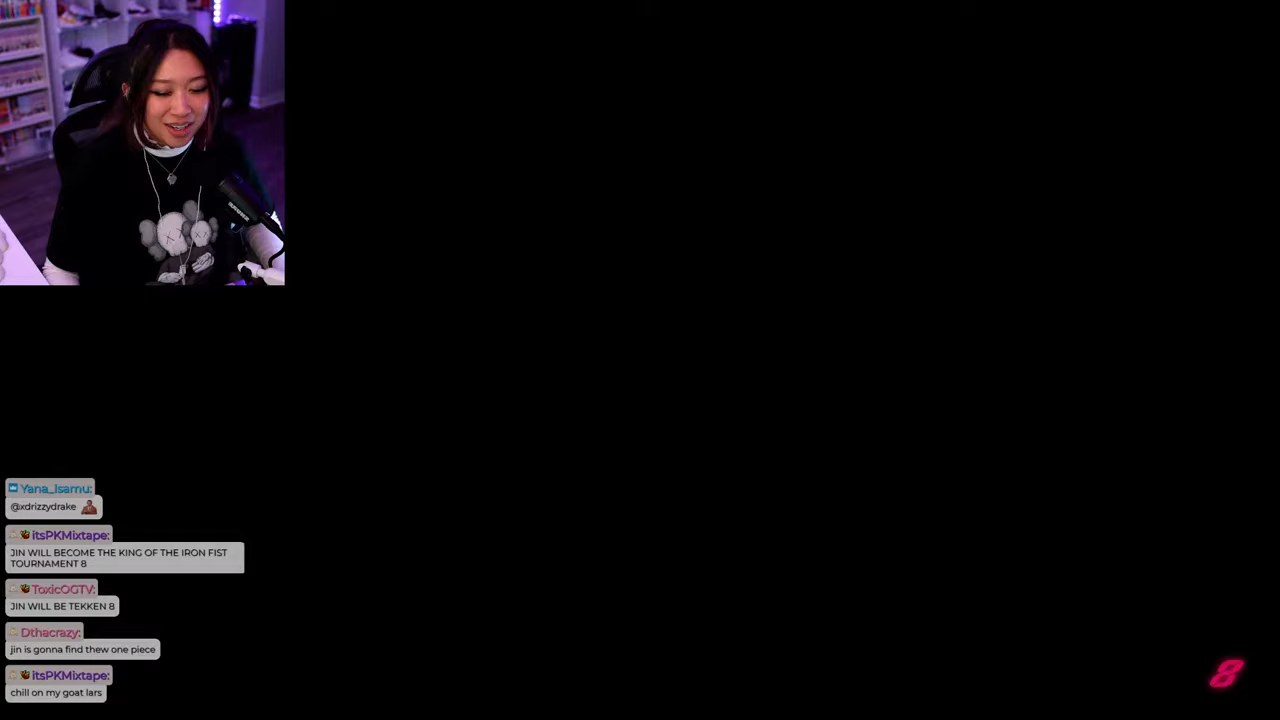 Yana_Isamu:
@xdrizzydrake
itsPKMixtape:
JIN WILL BECOME THE KING OF THE IRON FIST
TOURNAMENT 8
ToxicOGTV:
JIN WILL BE TEKKEN 8
Dthacrazy:
jin is gonna find thew one piece
itsPKMixtape:
chill on my goat lars
8